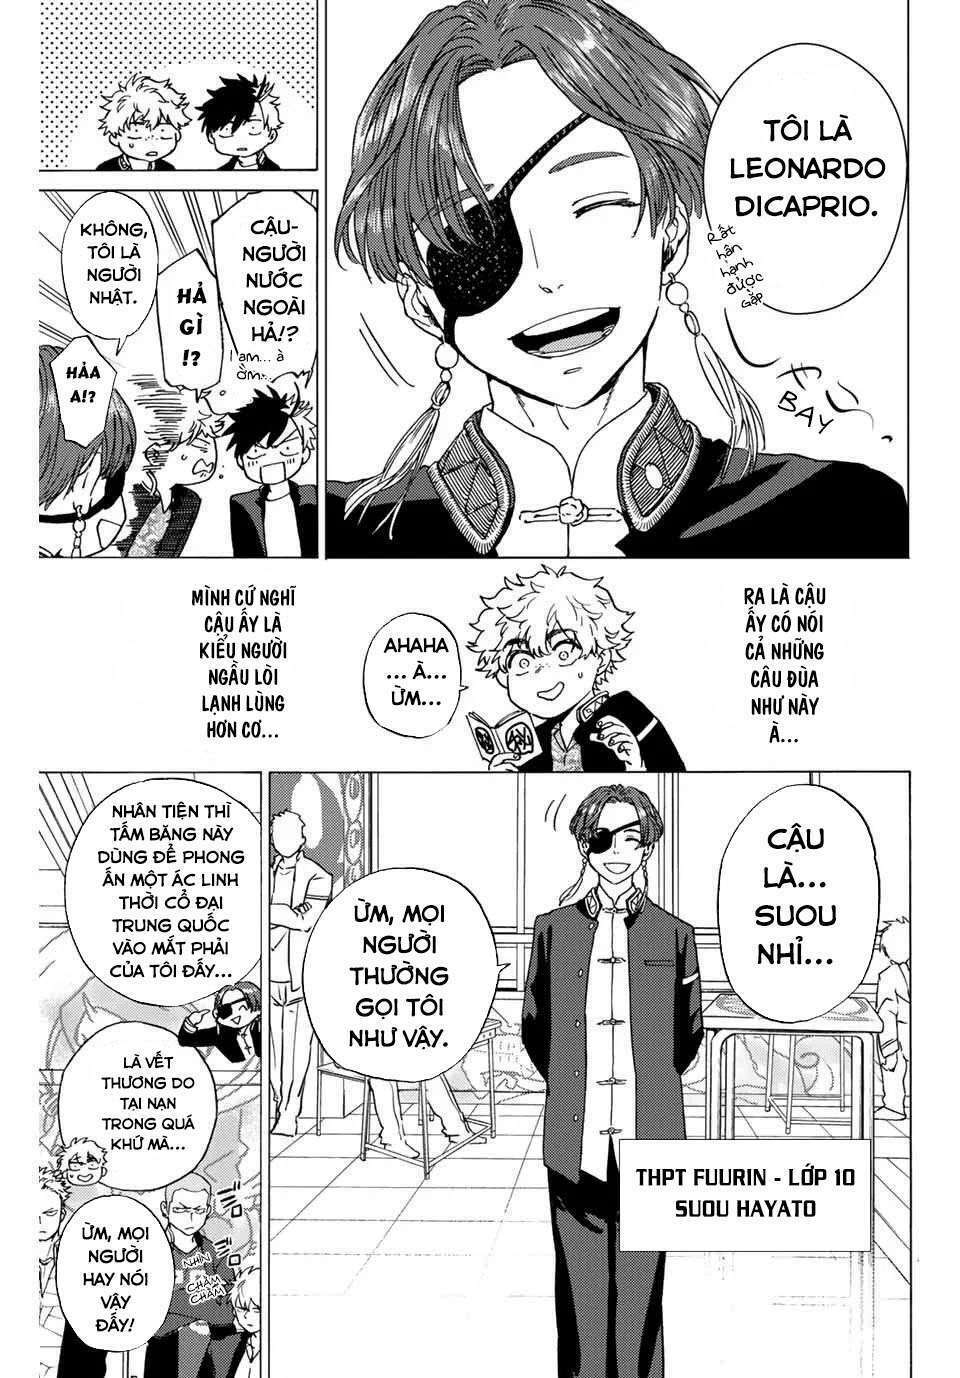 TÔI LÀ
LEONARDO
DICAPRIO.
Rất
hân
hạnh
được
gặp
BAY
CẬU-
NGƯỜI
NƯỚC
NGOÀI
HẢ!?
I am... à
ờm...
HẢ
GÌ
!?
KHÔNG,
TÔI LÀ
NGƯỜI
NHẬT.
HẢA
A!?
RA LÀ CẬU
ẤY CÓ NÓI
CẢ NHỮNG
CÂU ĐÙA
NHƯ NÀY
À...
AHAHA
... À...
ỪM...
MÌNH CỨ NGHĨ
CẬU ẤY LÀ
KIỂU NGƯỜI
NGẦU LÒI
LẠNH LÙNG
HƠN CƠ...
CẬU
LÀ...
SUOU
NHỈ...
ỪM, MỌI
NGƯỜI
THƯỜNG
GỌI TÔI
NHƯ VẬY.
THPT FUURIN - LỚP 10
SUOU HAYATO
NHÂN TIỆN THÌ
TẤM BĂNG NÀY
DÙNG ĐỂ PHONG
ẤN MỘT ÁC LINH
THỜI CỔ ĐẠI
TRUNG QUỐC
VÀO MẮT PHẢI
CỦA TÔI ĐẤY...
LÀ VẾT
THƯƠNG DO
TAI NẠN
TRONG QUÁ
KHỨ MÀ...
ỪM, MỌI
NGƯỜI
HAY NÓI
VẬY
ĐẤY!
NHÌN
CHẰM
CHẰM